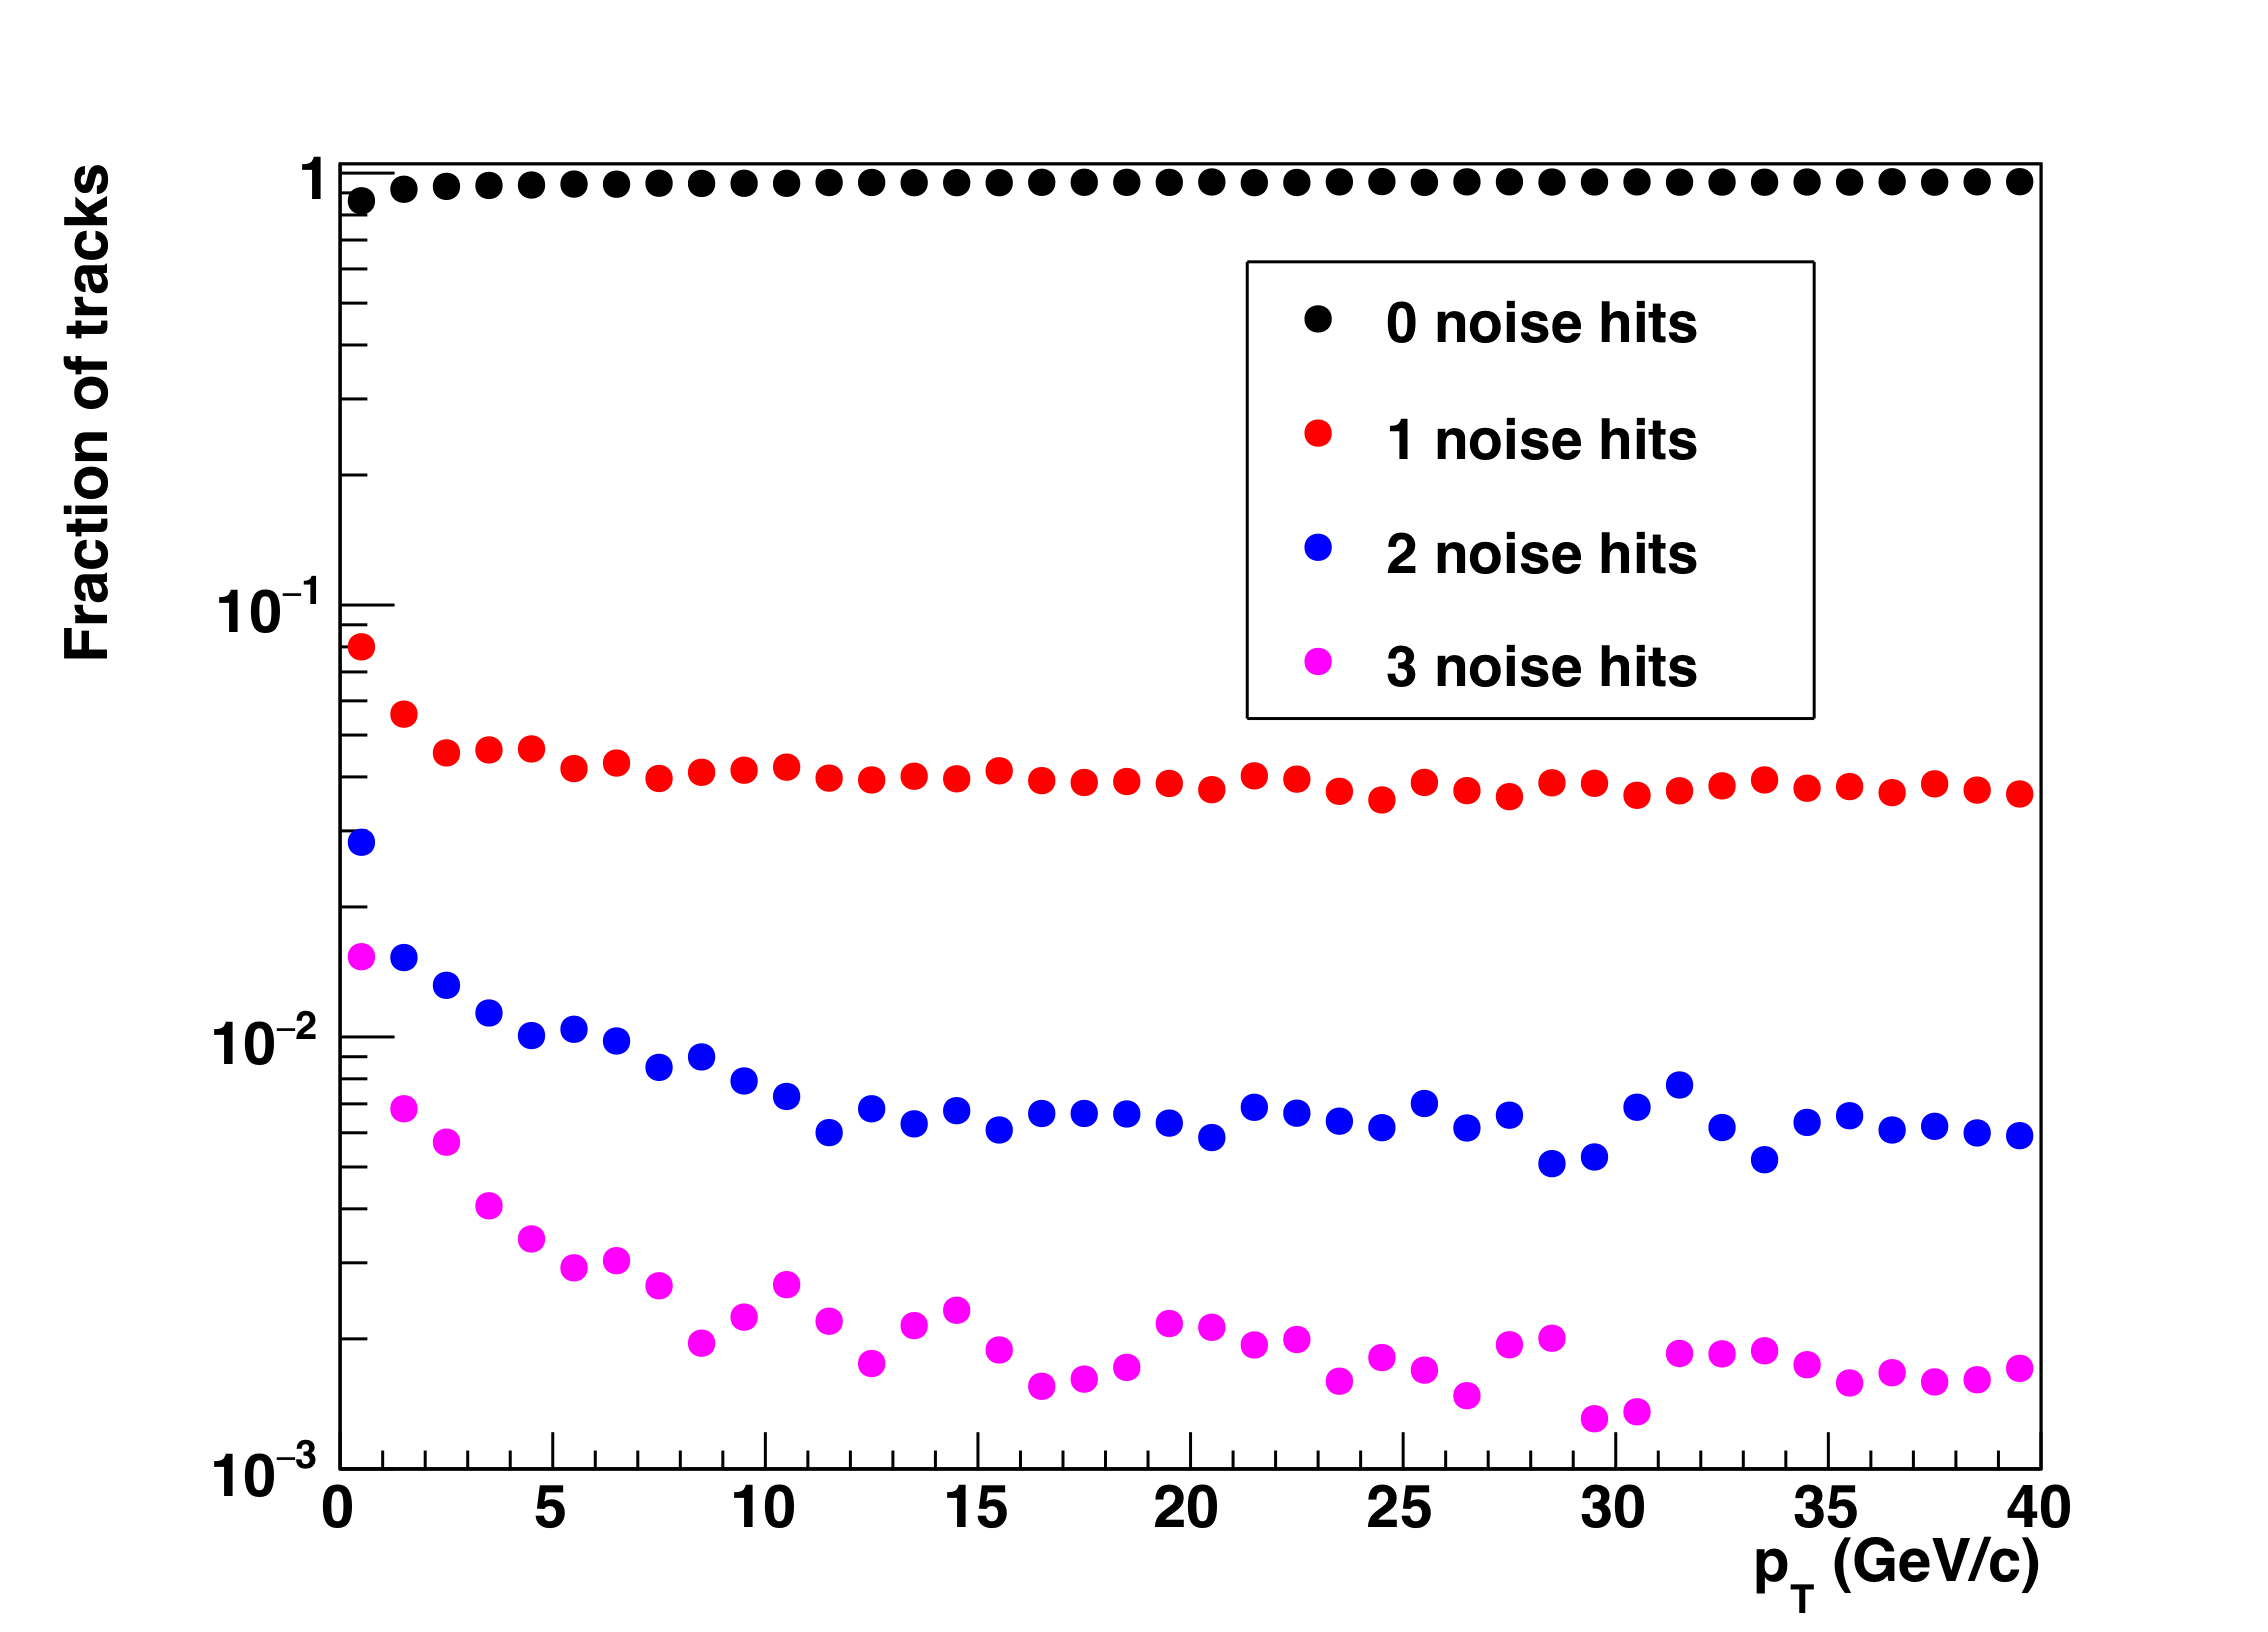 Fraction of tracks
1
10⁻¹
10⁻²
10⁻³
0 noise hits
1 noise hits
2 noise hits
3 noise hits
0 5 10 15 20 25 30 35 40
p_T (GeV/c)